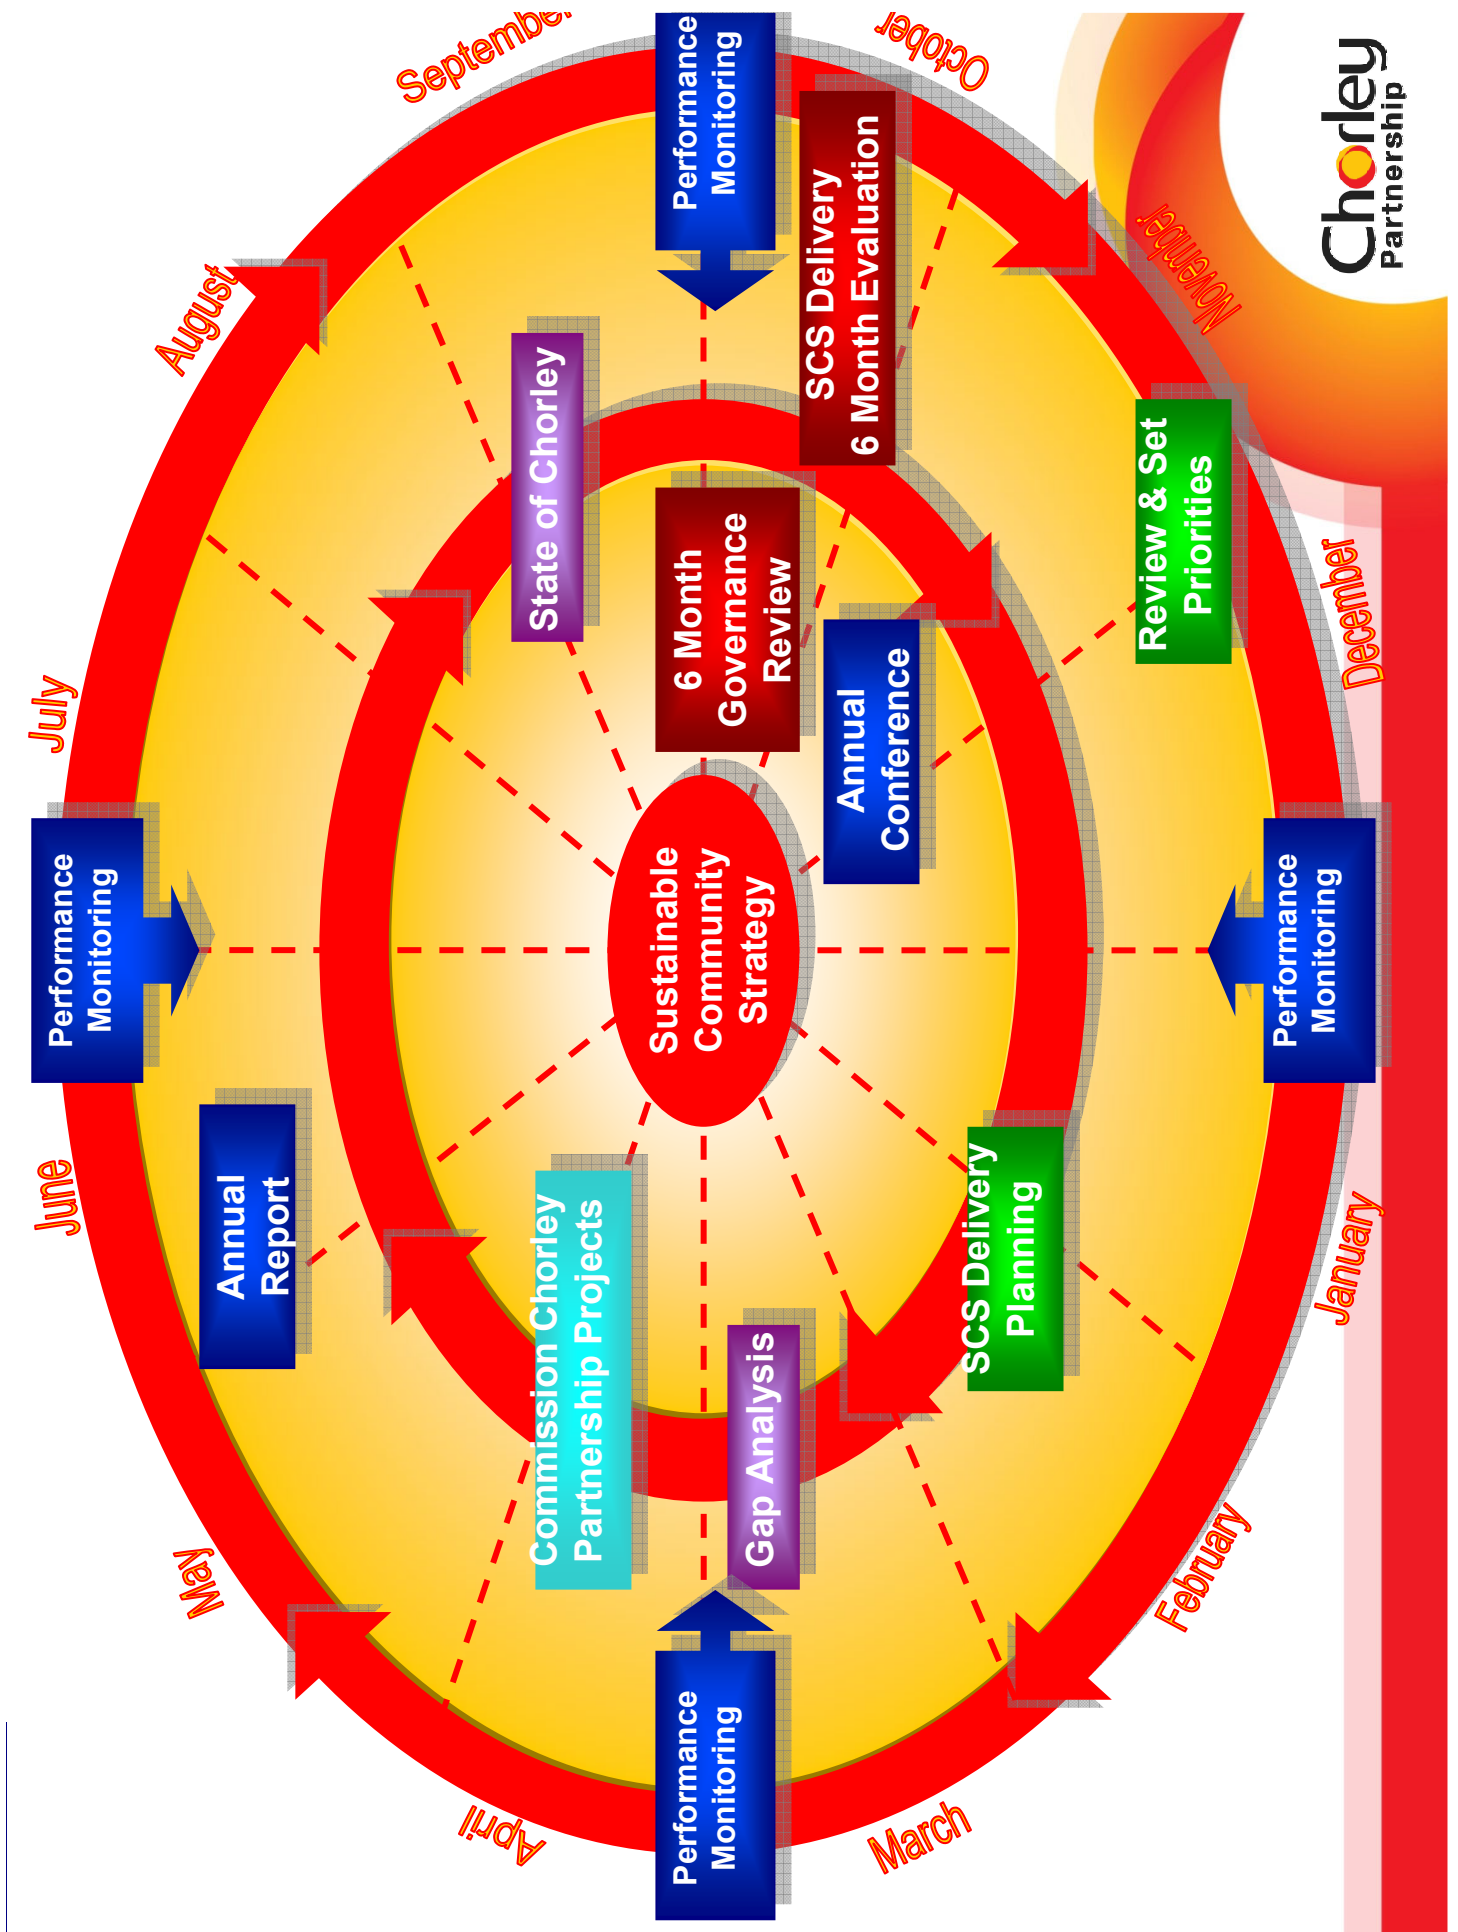 June
July
May
August
April
September
March
October
February
November
January
December
Performance
Monitoring
Performance
Monitoring
Performance
Monitoring
Performance
Monitoring
Annual
Report
State of Chorley
Commission Chorley
Partnership Projects
6 Month
Governance
Review
SCS Delivery
6 Month Evaluation
Sustainable
Community
Strategy
Gap Analysis
Annual
Conference
SCS Delivery
Planning
Review & Set
Priorities
Chorley
Partnership